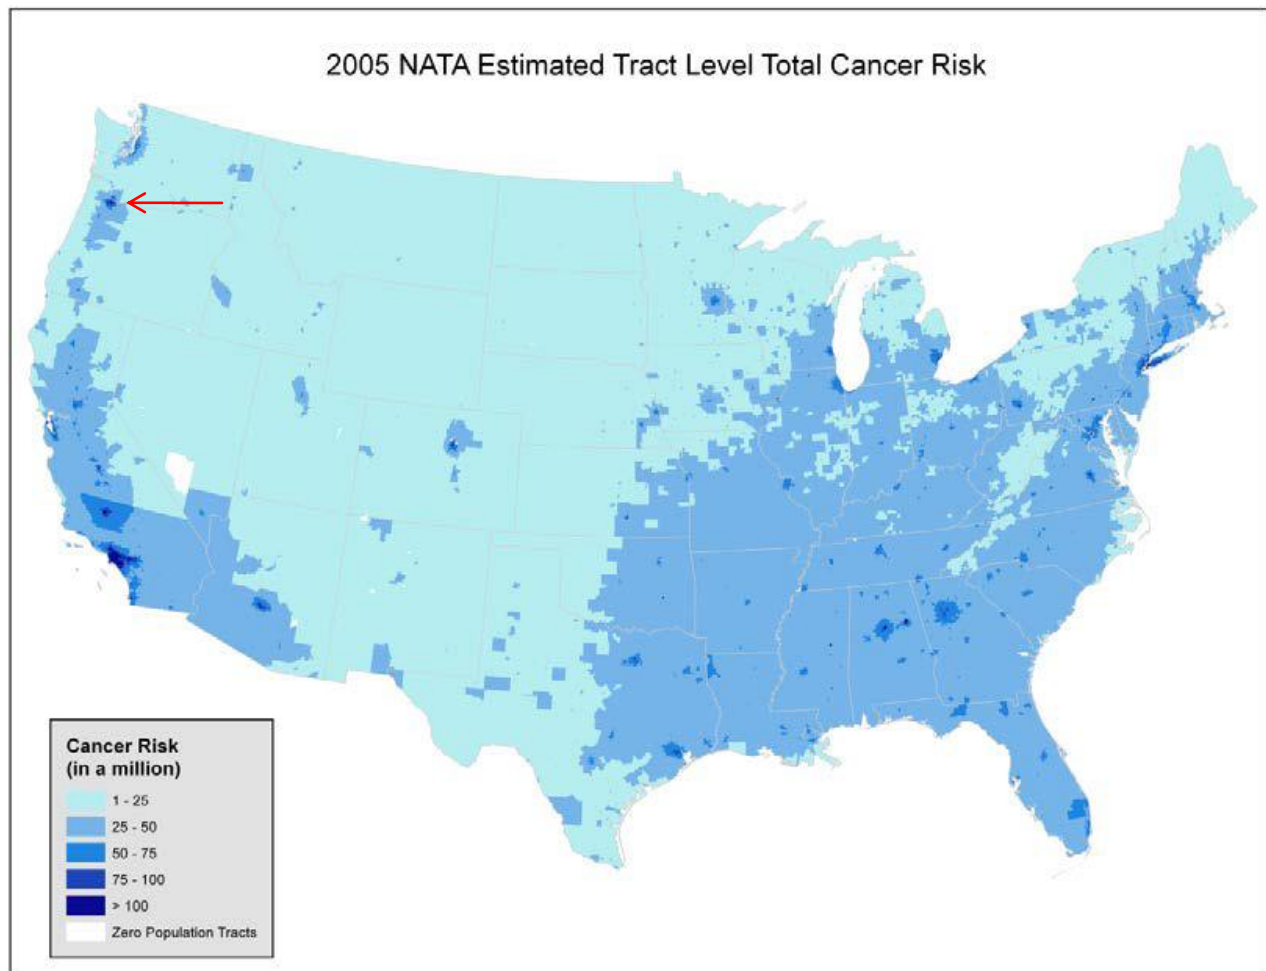 2005 NATA Estimated Tract Level Total Cancer Risk
Cancer Risk
(in a million)
1 - 25
25 - 50
50 - 75
75 - 100
> 100
Zero Population Tracts